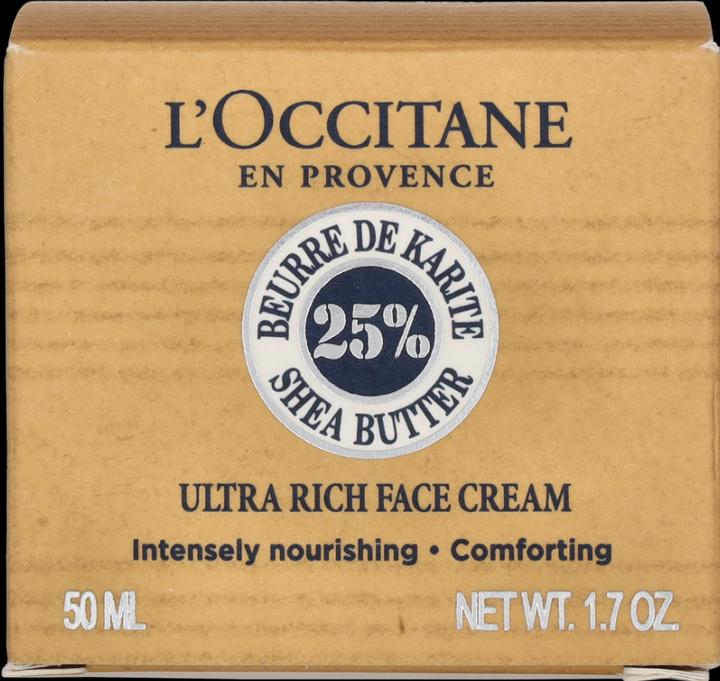 L'OCCITANE
EN PROVENCE
BEURRE DE KARITE
25%
SHEA BUTTER
ULTRA RICH FACE CREAM
Intensely nourishing • Comforting
50 ML
NET WT. 1.7 OZ.